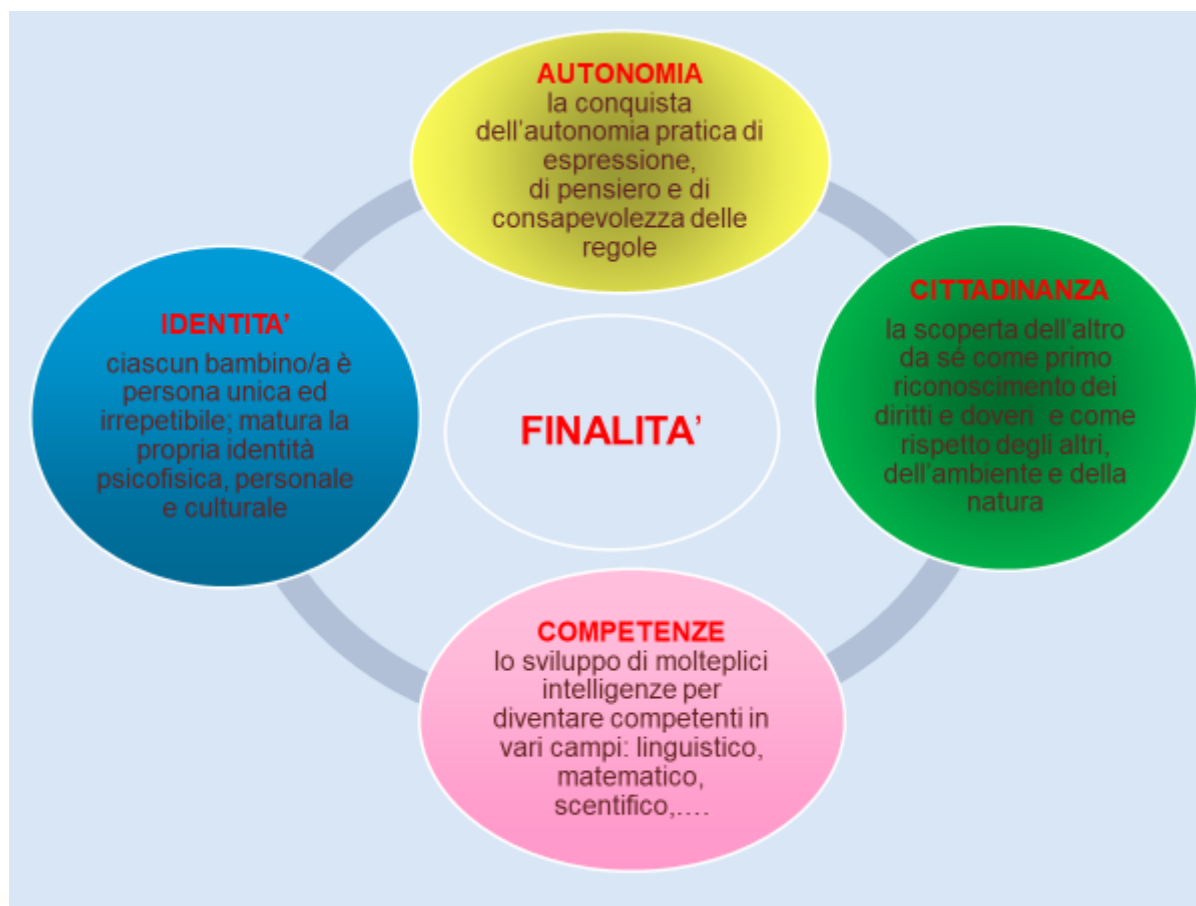 AUTONOMIA
la conquista
dell'autonomia pratica di
espressione,
di pensiero e di
consapevolezza delle
regole
CITTADINANZA
la scoperta dell'altro
da sé come primo
riconoscimento dei
diritti e doveri  e come
rispetto degli altri,
dell'ambiente e della
natura
IDENTITA'
ciascun bambino/a è
persona unica ed
irrepetibile; matura la
propria identità
psicofisica, personale
e culturale
FINALITA'
COMPETENZE
lo sviluppo di molteplici
intelligenze per
diventare competenti in
vari campi: linguistico,
matematico,
scentifico,....